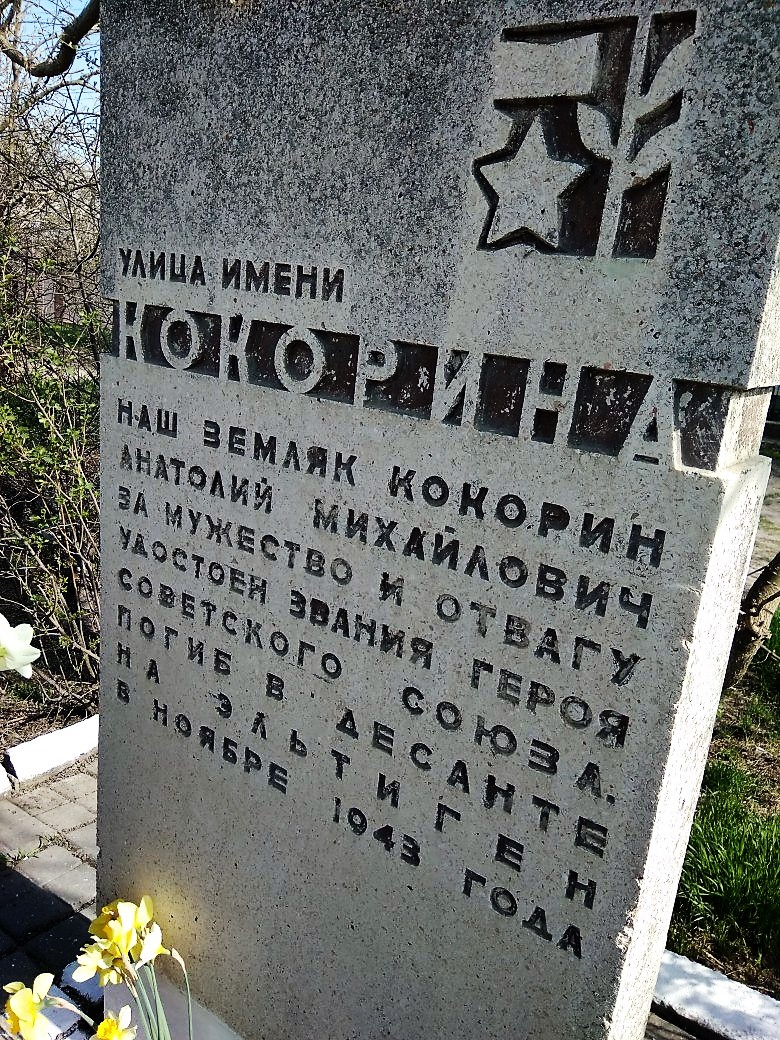 УЛИЦА ИМЕНИ
КОКОРИНА
НАШ ЗЕМЛЯК КОКОРИН
АНАТОЛИЙ МИХАЙЛОВИЧ
ЗА МУЖЕСТВО И ОТВАГУ
УДОСТОЕН ЗВАНИЯ ГЕРОЯ
СОВЕТСКОГО СОЮЗА.
ПОГИБ В ДЕСАНТЕ
НА ЭЛЬТИГЕН
В НОЯБРЕ 1943 ГОДА